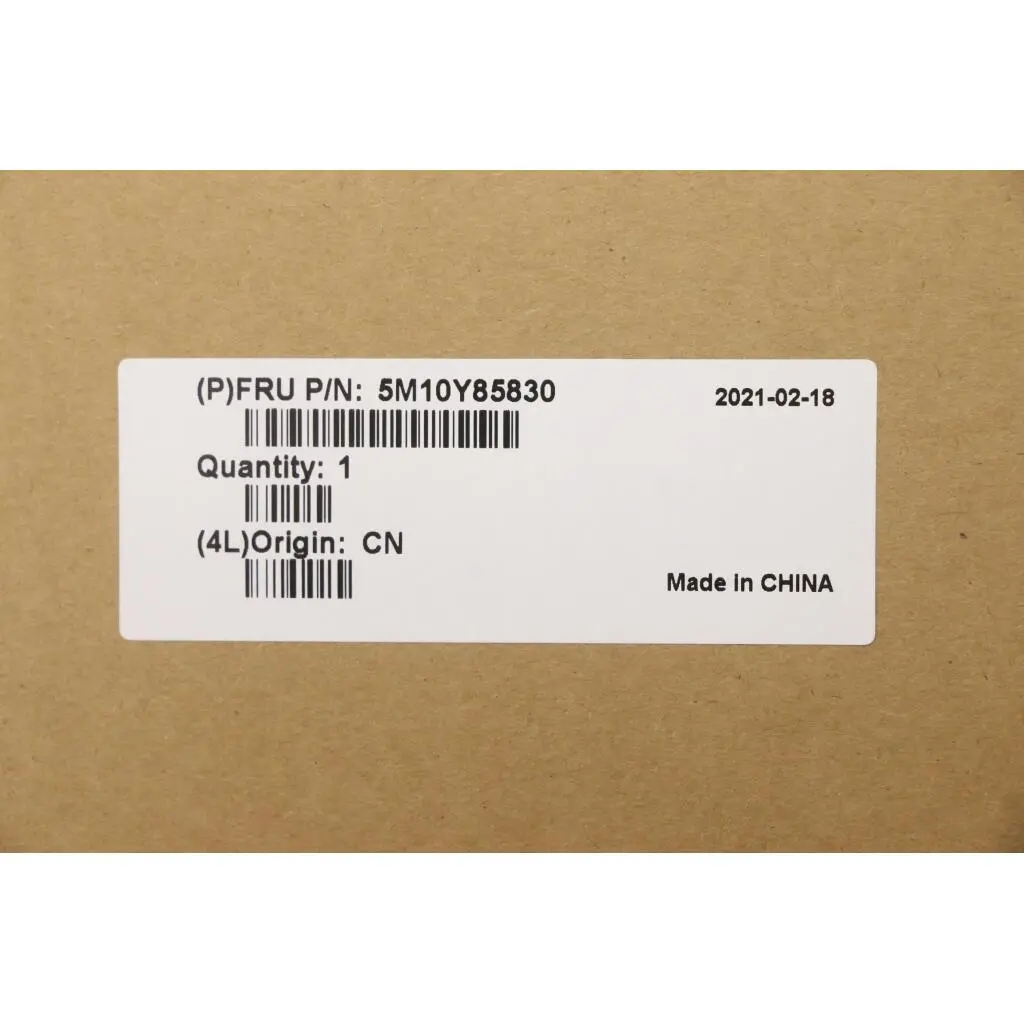 (P)FRU P/N: 5M10Y85830
2021-02-18
Quantity: 1
(4L)Origin: CN
Made in CHINA